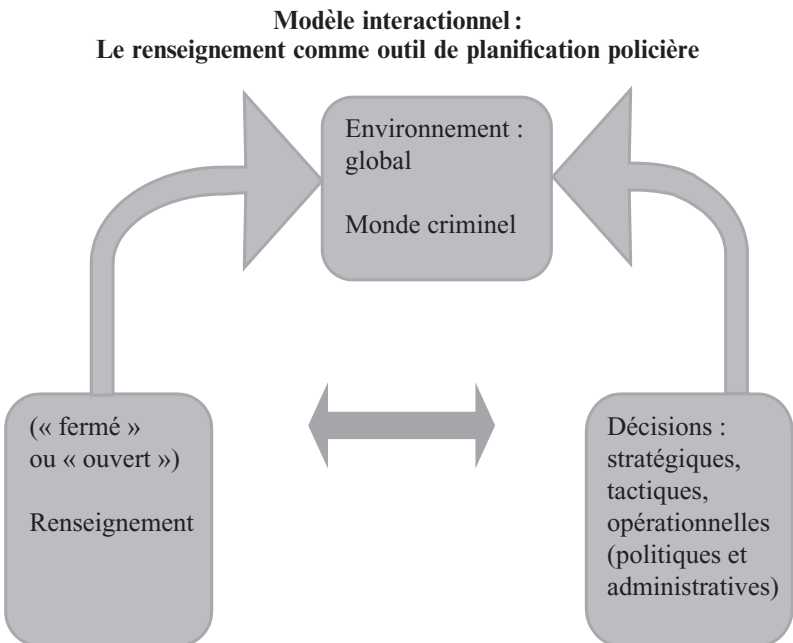 Modèle interactionnel :
Le renseignement comme outil de planification policière
Environnement :
global
Monde criminel
(« fermé »
ou « ouvert »)
Renseignement
Décisions :
stratégiques,
tactiques,
opérationnelles
(politiques et
administratives)